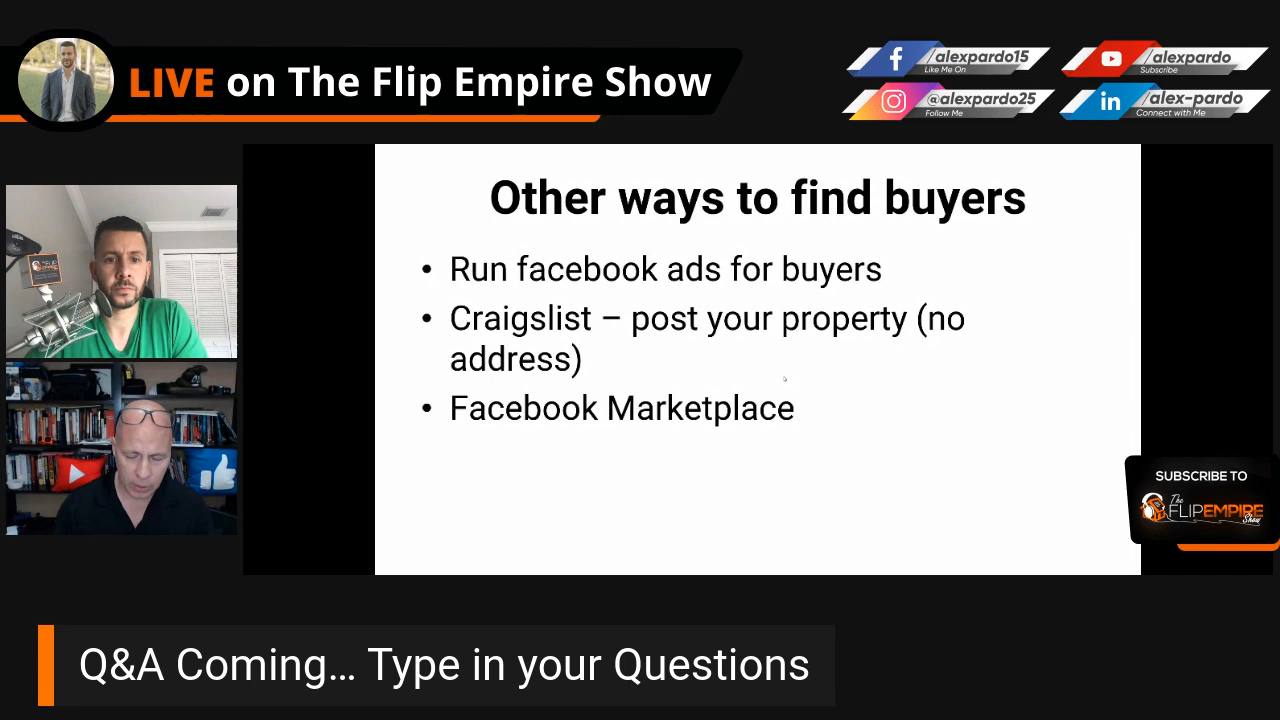 LIVE on The Flip Empire Show
/alexpardo15
Like Me On
/alexpardo
Subscribe
@alexpardo25
Follow Me
/alex-pardo
Connect with Me
Other ways to find buyers
• Run facebook ads for buyers
• Craigslist – post your property (no
address)
• Facebook Marketplace
SUBSCRIBE TO
The
FLIPEMPIRE
Show
Q&A Coming... Type in your Questions